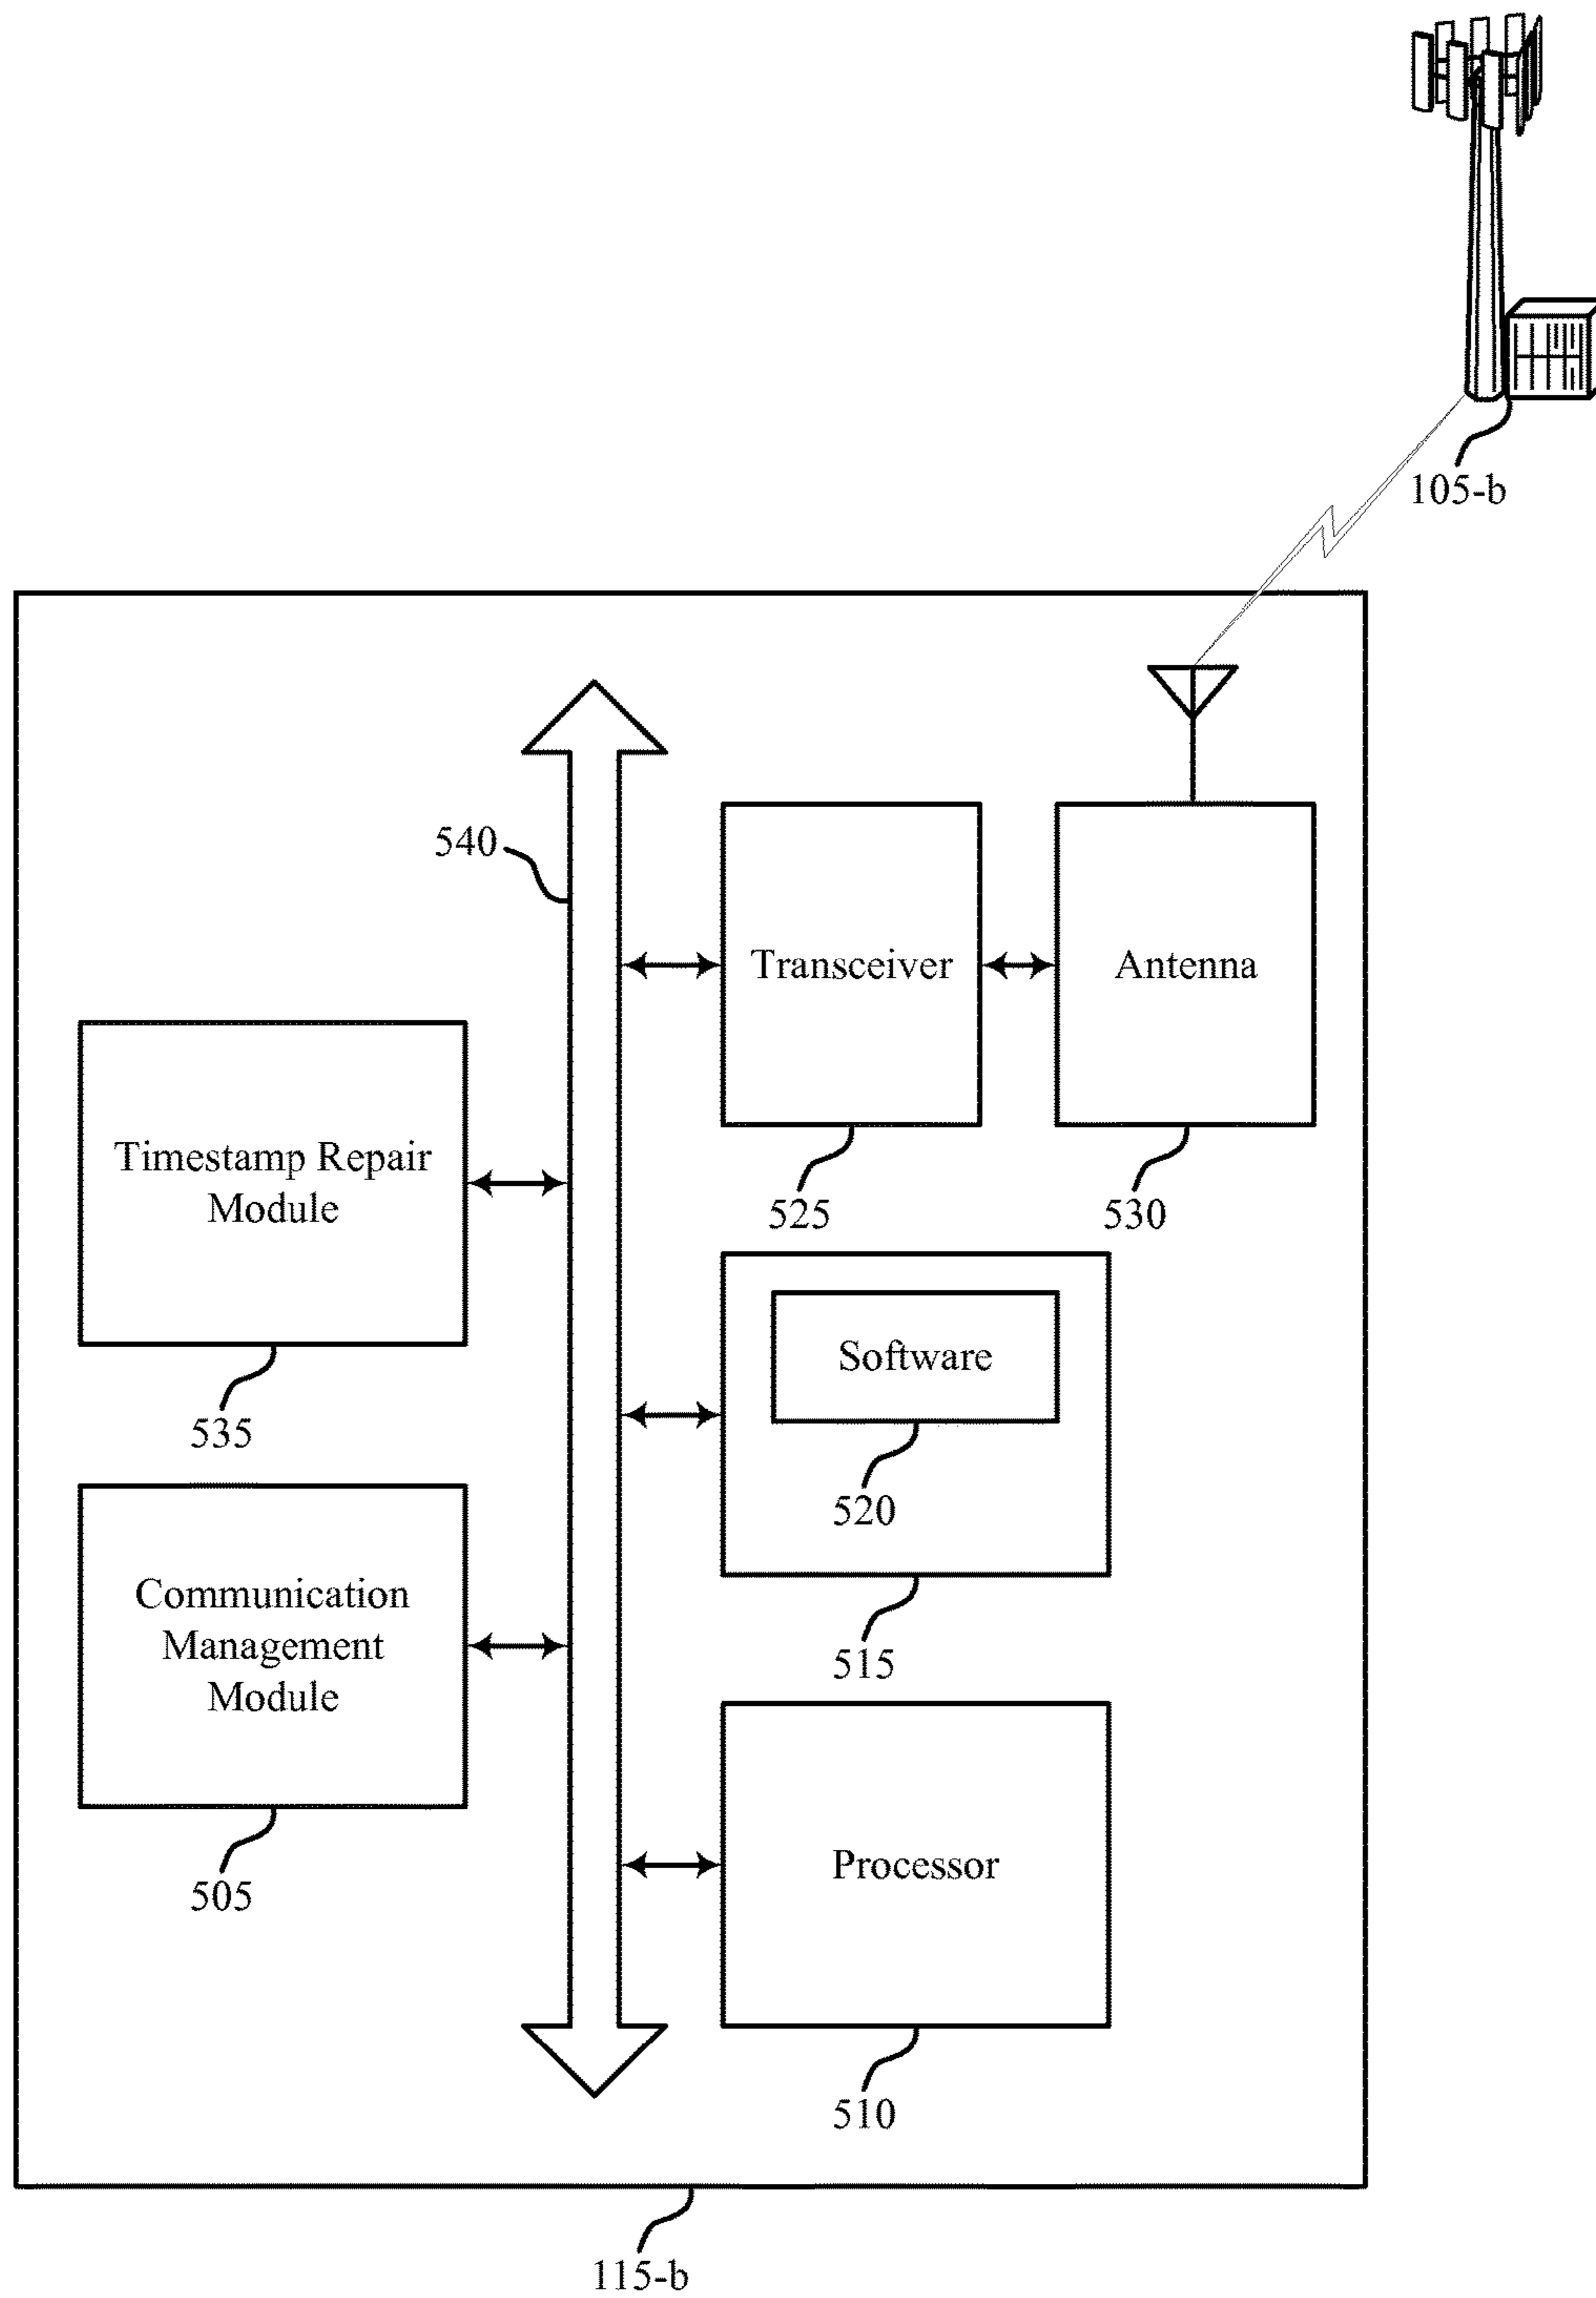 105-b
540
Transceiver
Antenna
Timestamp Repair
Module
525
530
Software
535
520
Communication
Management
Module
515
Processor
505
510
115-b